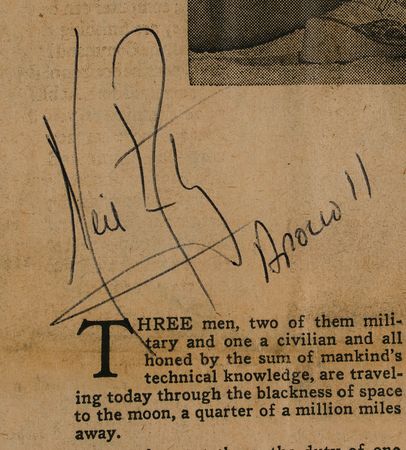 Neil
Apollo 11
THREE men, two of them mili-
tary and one a civilian and all
honed by the sum of mankind's
technical knowledge, are travel-
ing today through the blackness of space
to the moon, a quarter of a million miles
away.